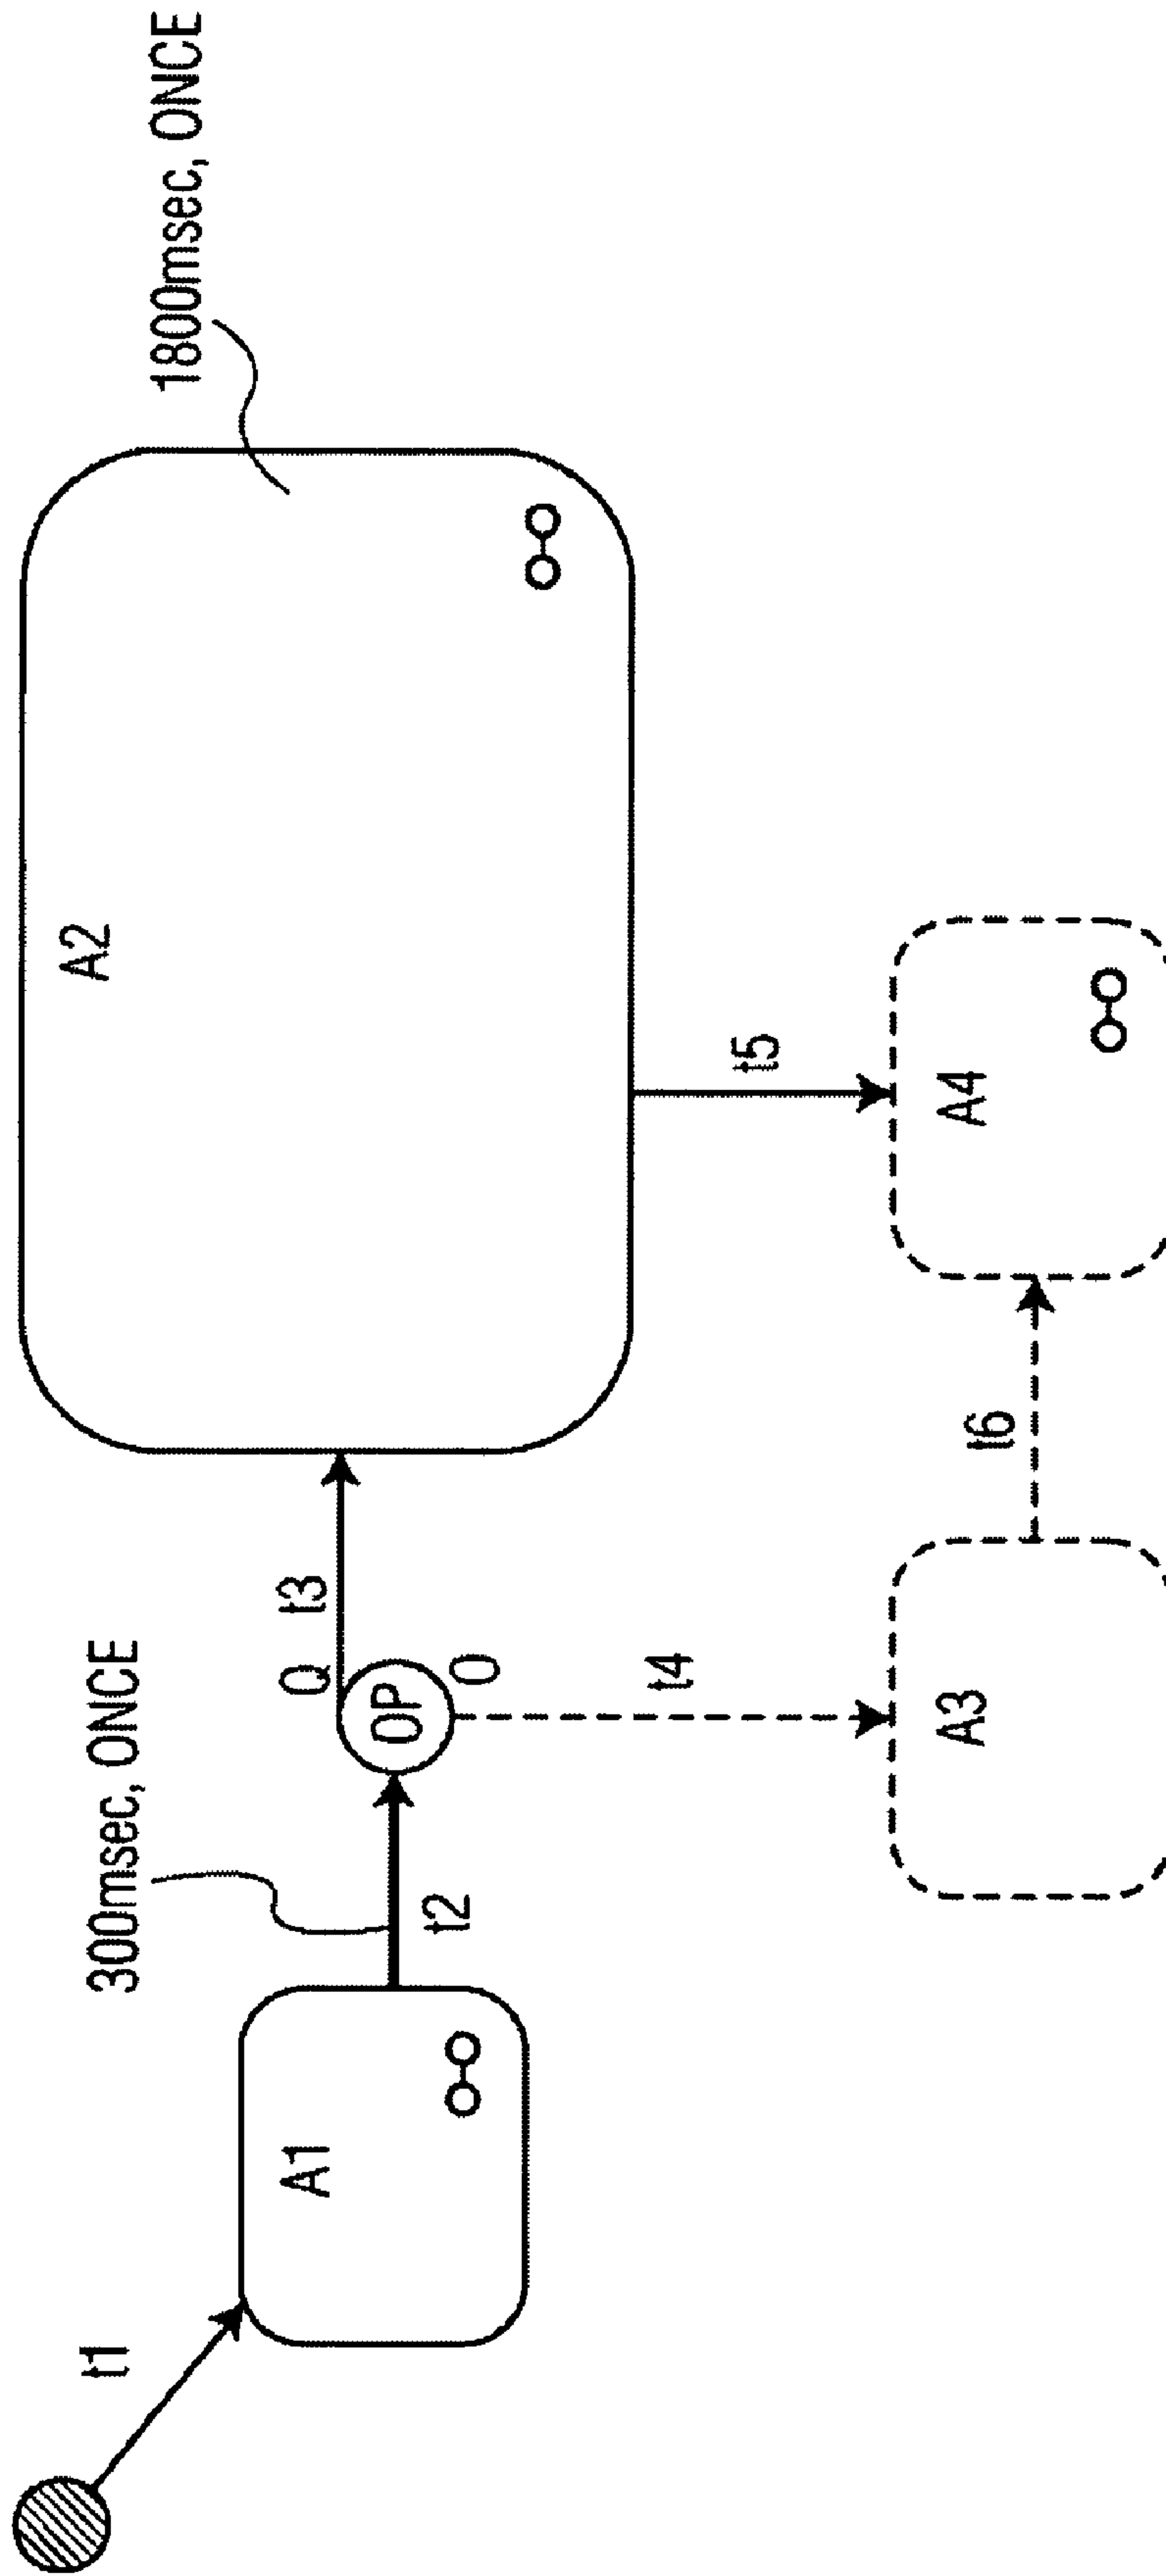 t1
A1
300msec, ONCE
t2
OP
Q
O
t3
t4
A2
1800msec, ONCE
t5
A3
t6
A4